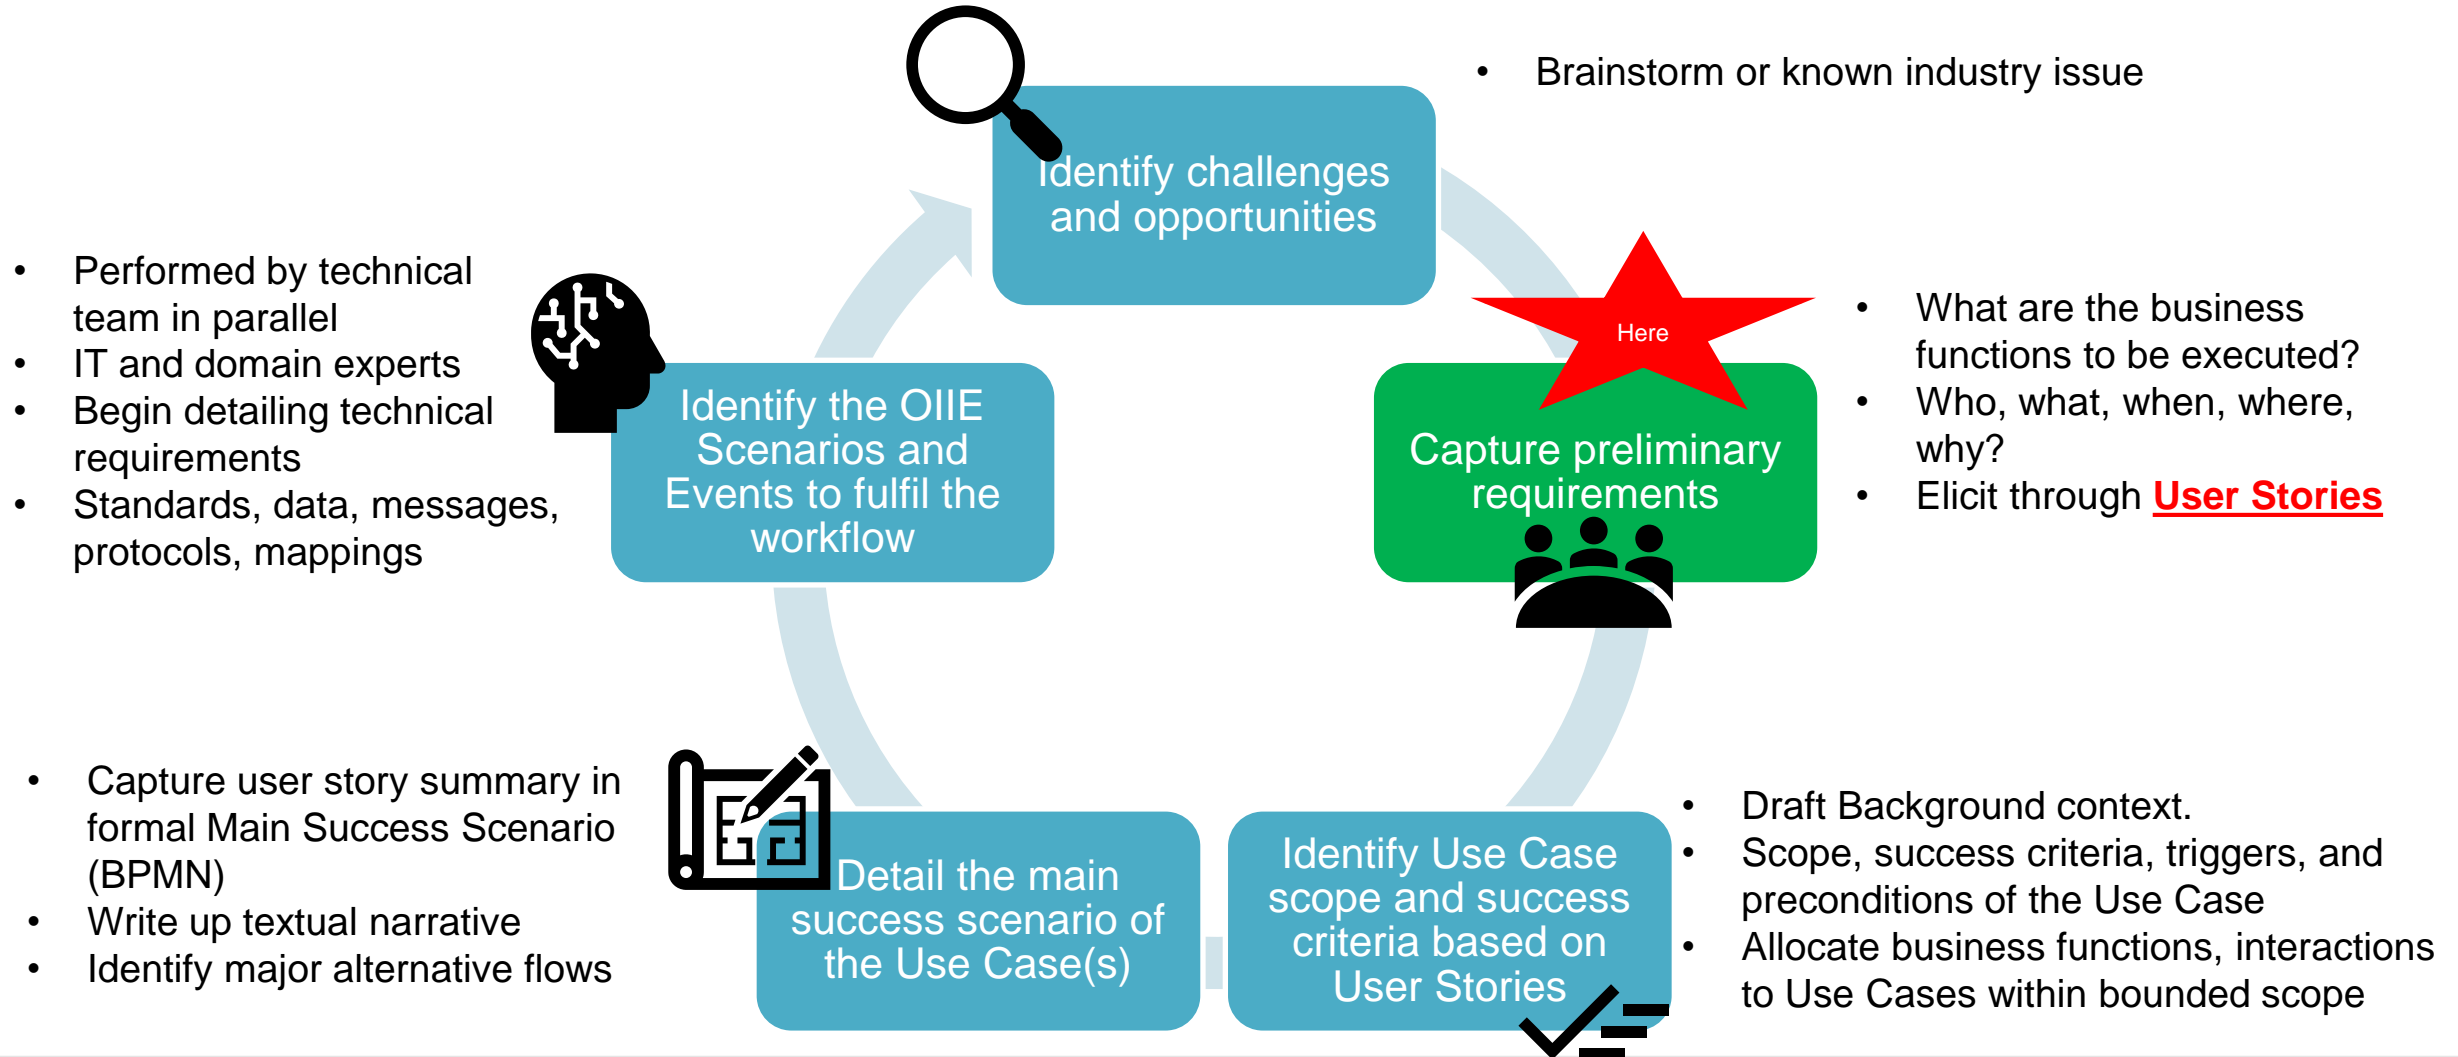 • Brainstorm or known industry issue
Identify challenges
and opportunities
Here
Capture preliminary
requirements
• What are the business
functions to be executed?
• Who, what, when, where,
why?
• Elicit through User Stories
Identify Use Case
scope and success
criteria based on
User Stories
• Draft Background context.
• Scope, success criteria, triggers, and
preconditions of the Use Case
• Allocate business functions, interactions
to Use Cases within bounded scope
Detail the main
success scenario of
the Use Case(s)
• Capture user story summary in
formal Main Success Scenario
(BPMN)
• Write up textual narrative
• Identify major alternative flows
Identify the OIIE
Scenarios and
Events to fulfil the
workflow
• Performed by technical
team in parallel
• IT and domain experts
• Begin detailing technical
requirements
• Standards, data, messages,
protocols, mappings